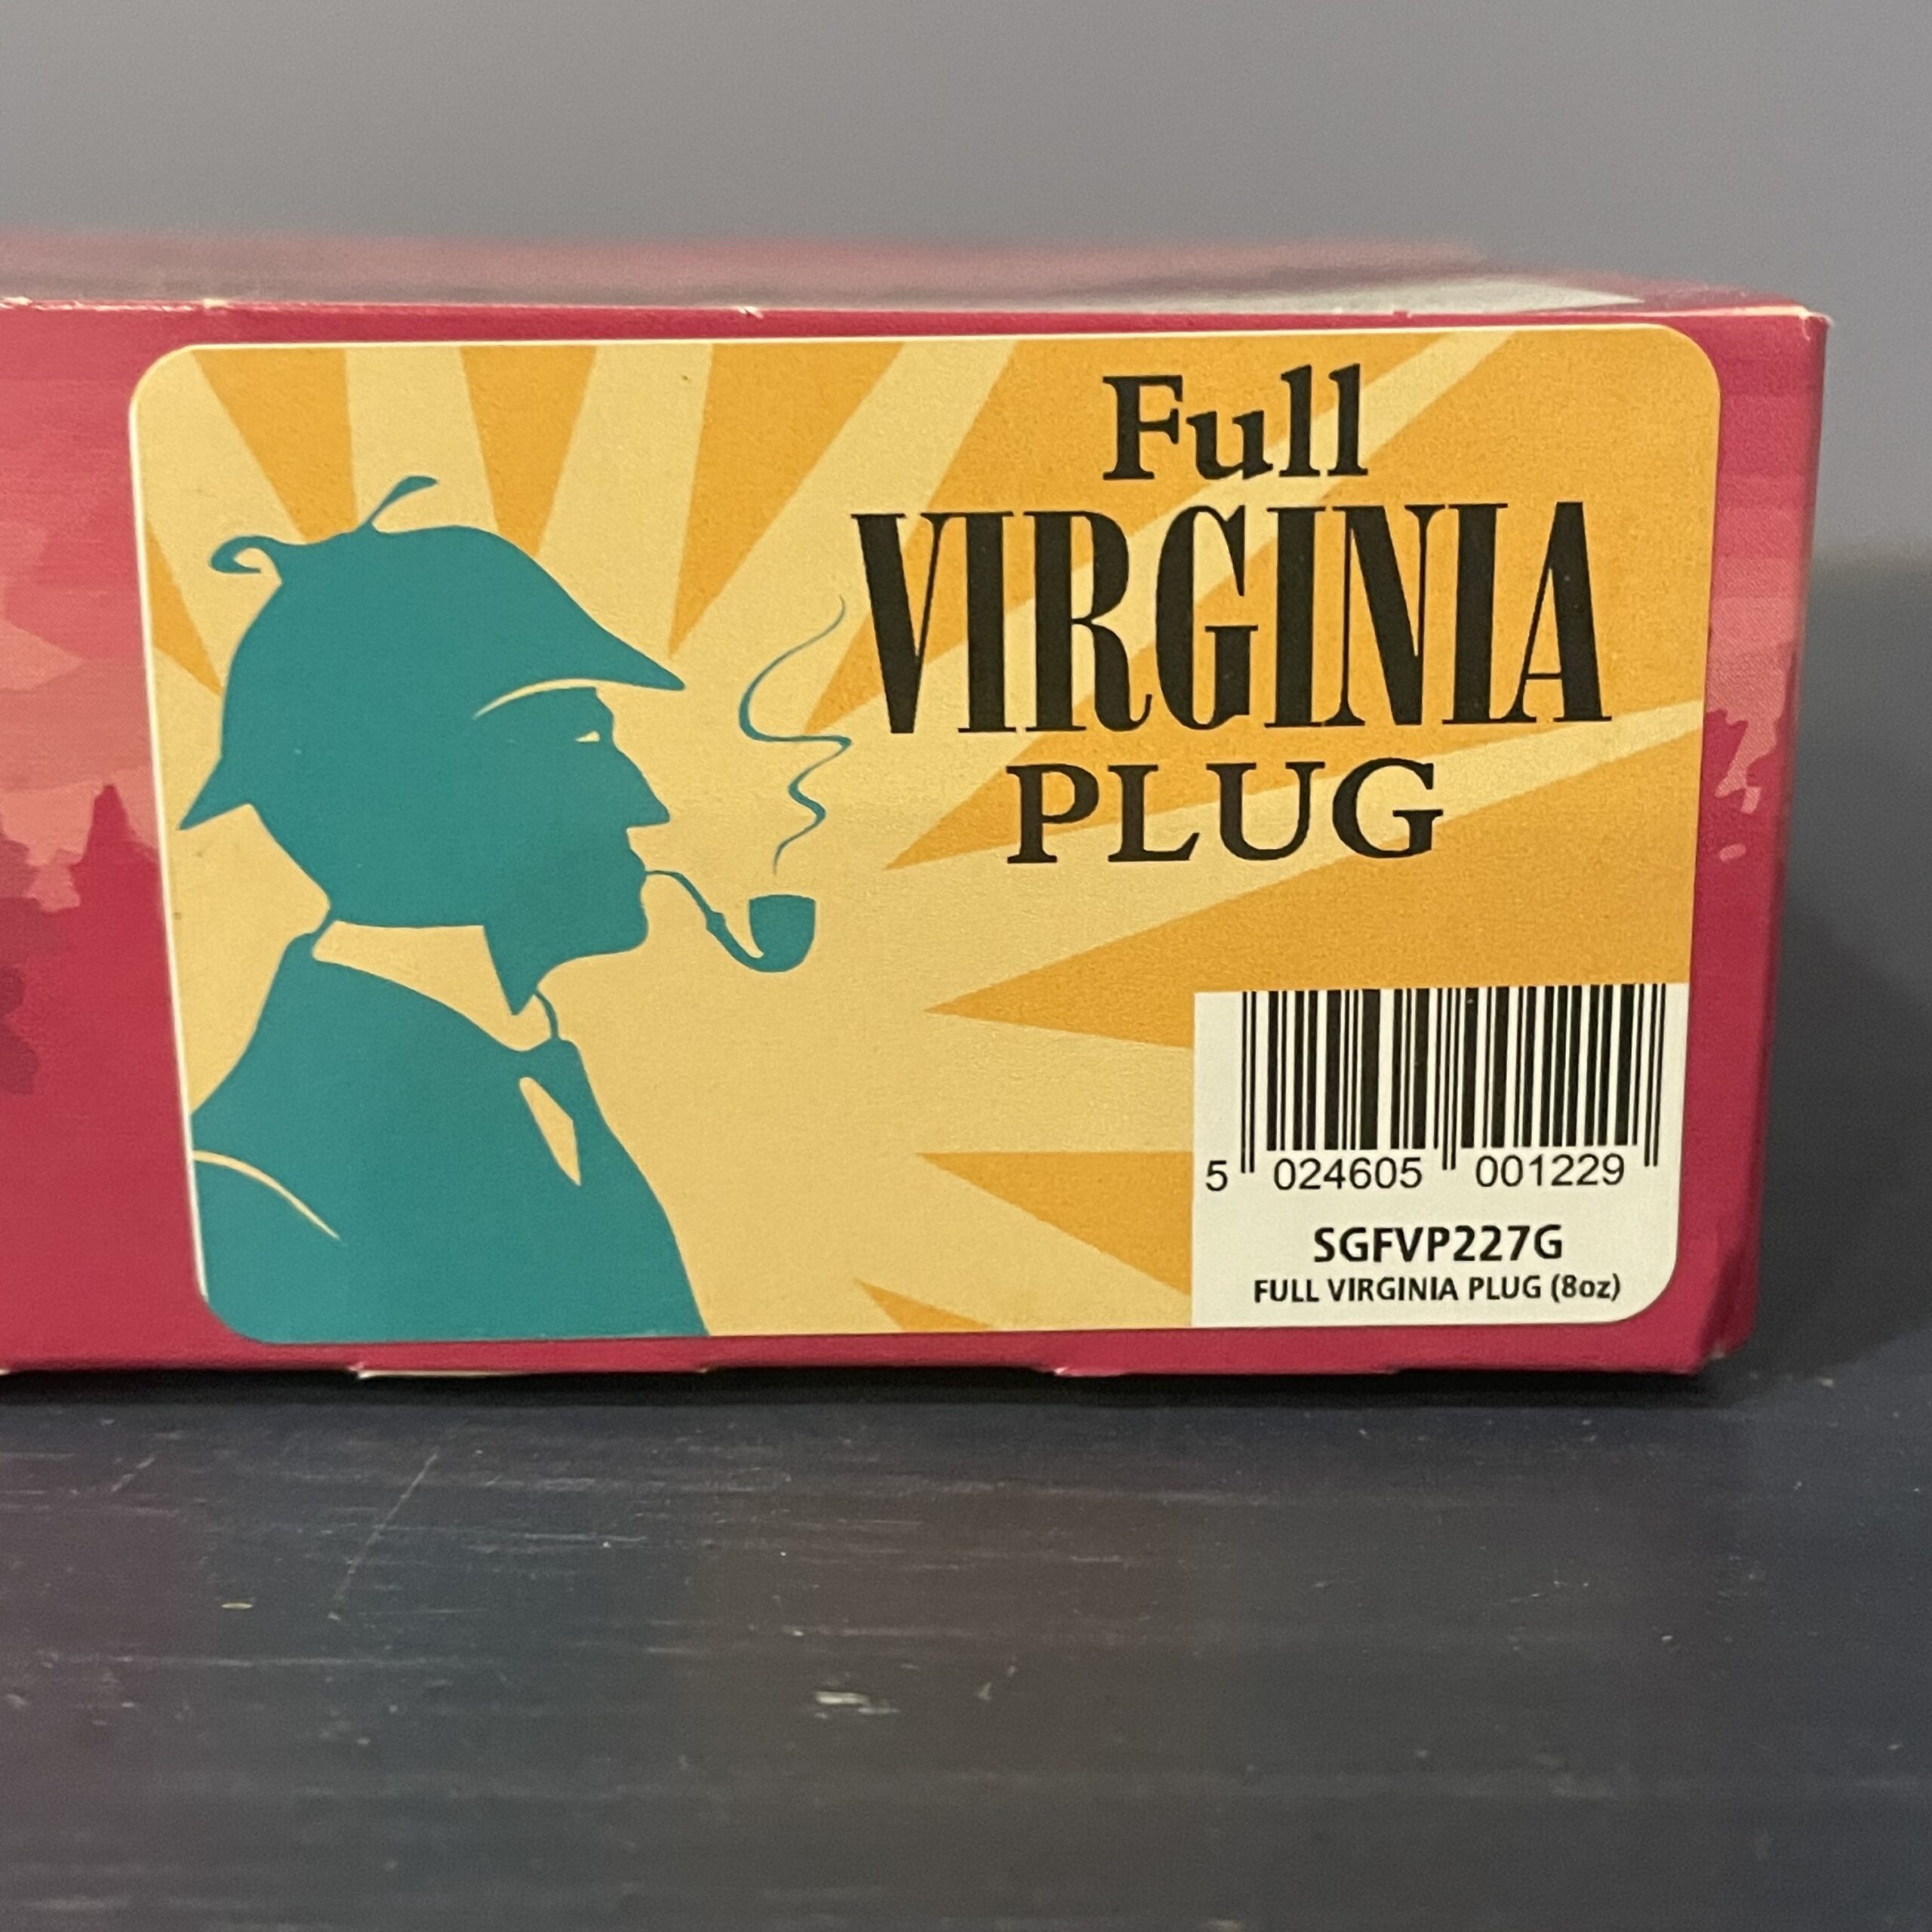 Full
VIRGINIA
PLUG
5 024605 001229
SGFVP227G
FULL VIRGINIA PLUG (8oz)